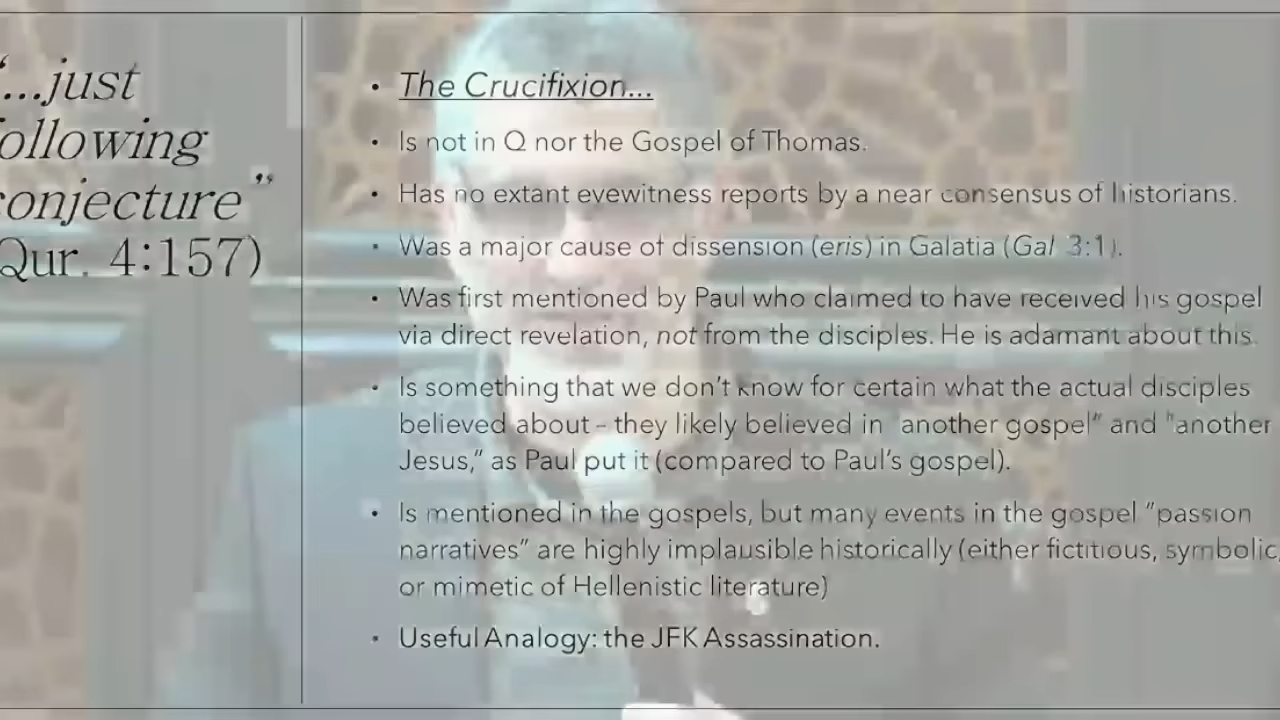 "...just
following
conjecture"
(Qur. 4:157)
• The Crucifixion...
• Is not in Q nor the Gospel of Thomas.
• Has no extant eyewitness reports by a near consensus of historians.
• Was a major cause of dissension (eris) in Galatia (Gal 3:1).
• Was first mentioned by Paul who claimed to have received his gospel
via direct revelation, not from the disciples. He is adamant about this.
• Is something that we don't know for certain what the actual disciples
believed about – they likely believed in "another gospel" and "another
Jesus," as Paul put it (compared to Paul's gospel).
• Is mentioned in the gospels, but many events in the gospel "passion
narratives" are highly implausible historically (either fictitious, symbolic,
or mimetic of Hellenistic literature)
• Useful Analogy: the JFK Assassination.